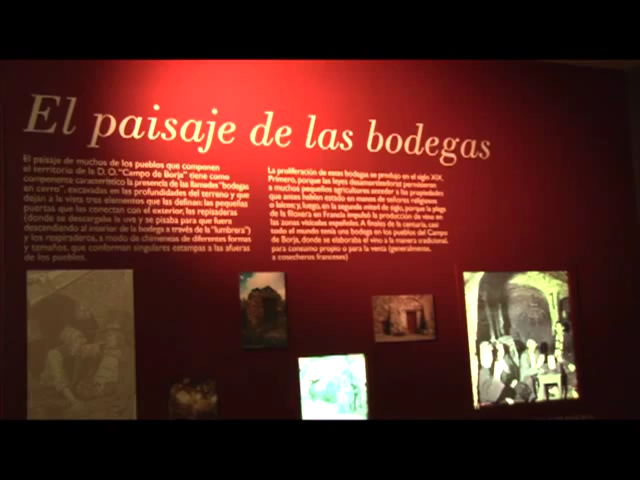 El paisaje de las bodegas
El paisaje de muchos de los pueblos que componen
el territorio de la D. O. "Campo de Borja" tiene como
componente característico la presencia de las llamadas "bodegas
en cerro", excavadas en las profundidades del terreno y que
dejan a la vista tres elementos que las definan: las pequeñas
puertas que las conectan con el exterior, las repisaderas
(donde se descargaba la uva y se pisaba para que fuera
descendiendo al interior de la bodega a través de la "lumbrera")
y los respiraderos, a modo de chimeneas de diferentes formas
y tamaños, que conforman singulares estampas a las afueras
de los pueblos.
La proliferación de estas bodegas se produjo en el siglo XIX.
Primero, porque las leyes desamortizadoras permitieron
a muchos pequeños agricultores acceder a las propiedades
que antes habían estado en manos de señores religiosos
o laicos; y, luego, en la segunda mitad de siglo, porque la plaga
de la filoxera en Francia impulsó la producción de vino en
las zonas vinícolas españolas. A finales de la centuria, casi
todo el mundo tenía una bodega en los pueblos del Campo
de Borja, donde se elaboraba el vino a la manera tradicional,
para consumo propio o para la venta (generalmente,
a cosecheros franceses)